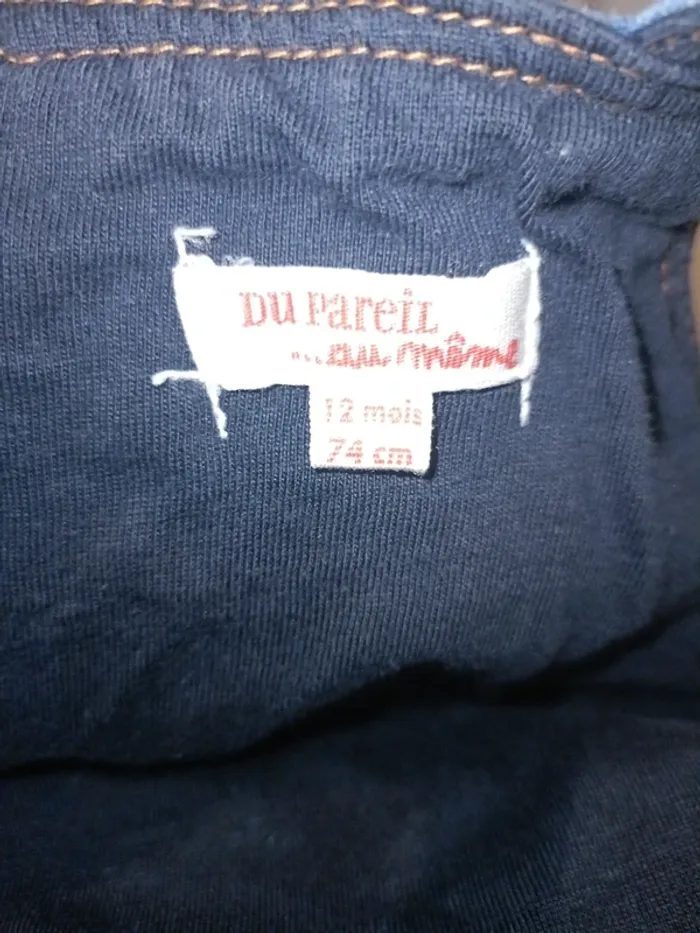 DU PAREIL
...au même
12 mois
74 cm